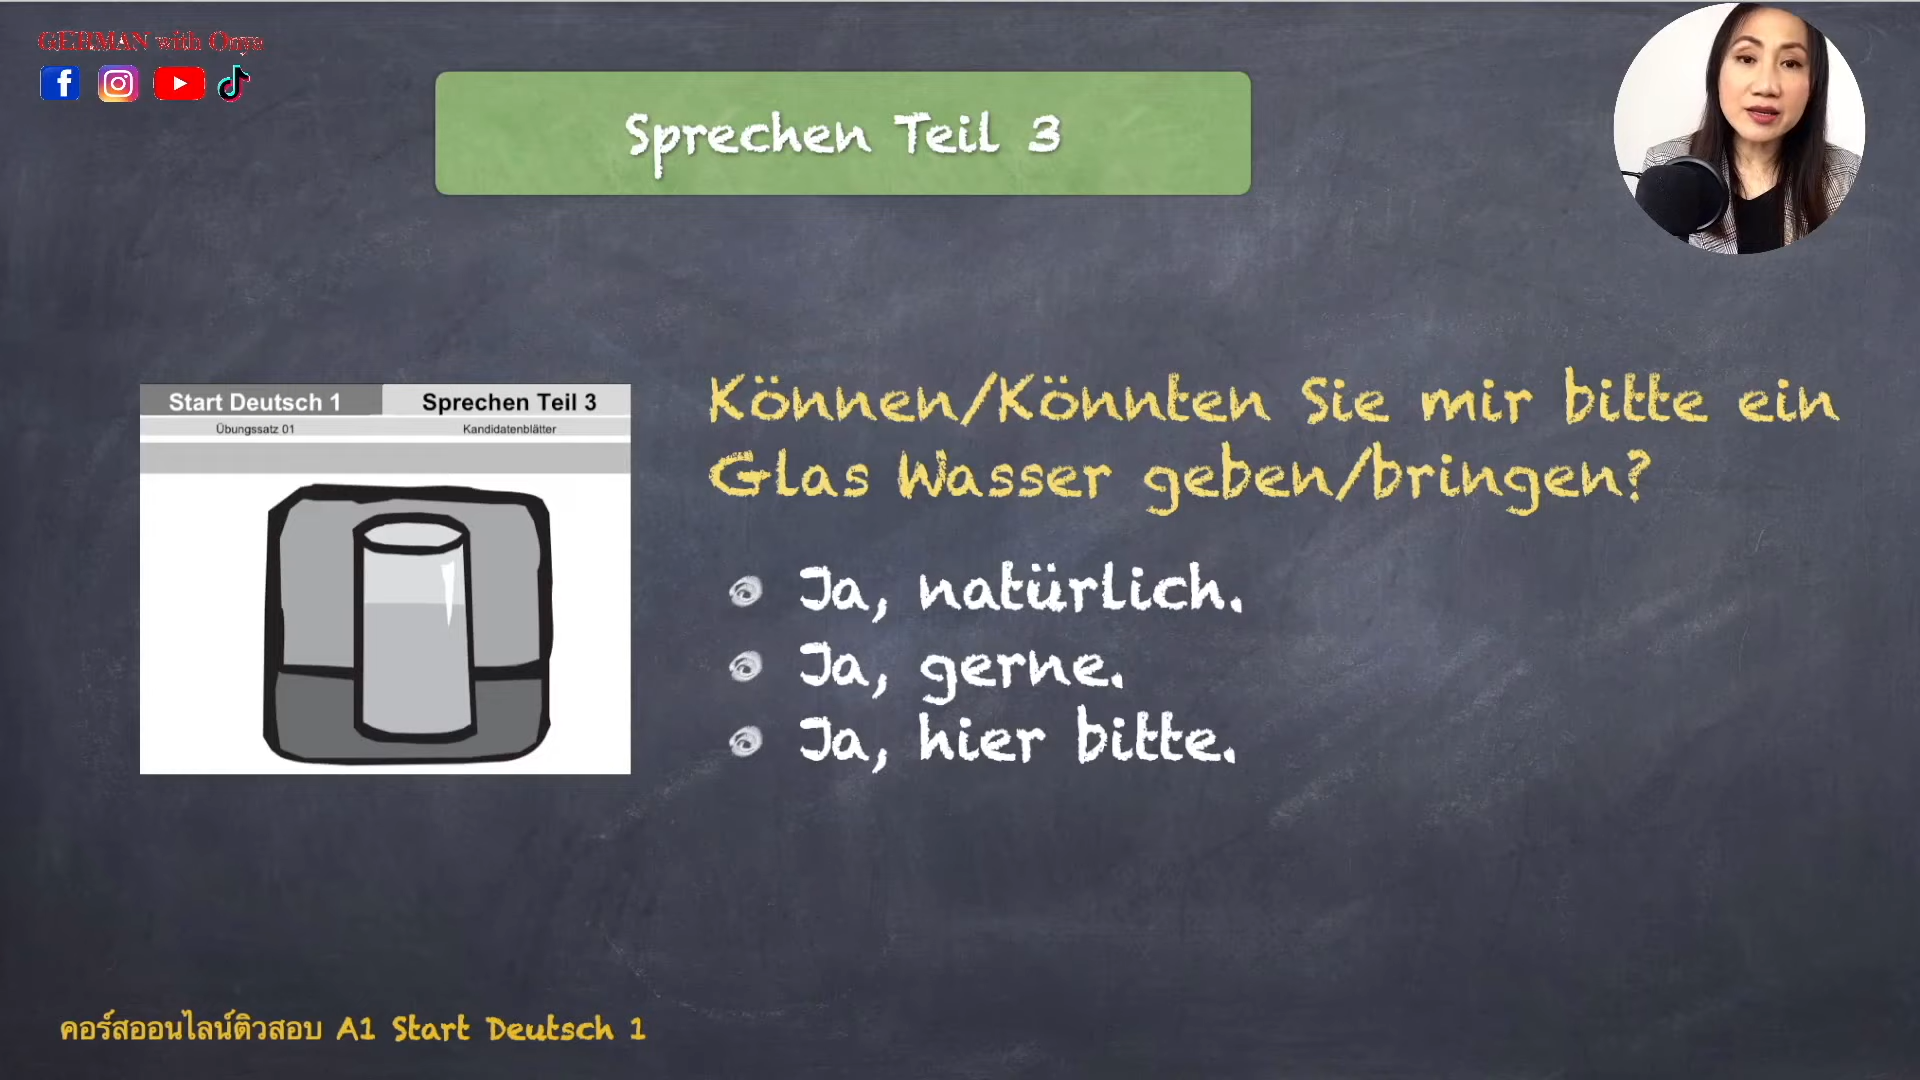 GERMAN with Onya
Sprechen Teil 3
Start Deutsch 1
Sprechen Teil 3
Übungssatz 01
Kandidatenblätter
Können/Könnten Sie mir bitte ein
Glas Wasser geben/bringen?
Ja, natürlich.
Ja, gerne.
Ja, hier bitte.
คอร์สออนไลน์ติวสอบ A1 Start Deutsch 1